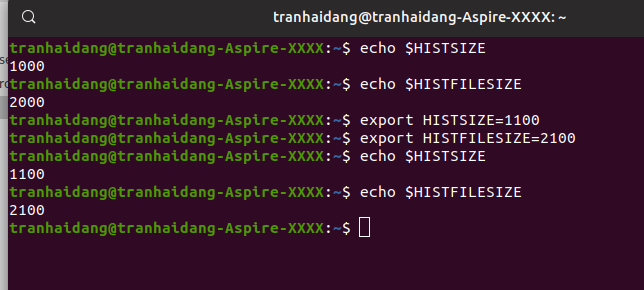 tranhaidang@tranhaidang-Aspire-XXXX: ~
tranhaidang@tranhaidang-Aspire-XXXX:~$ echo $HISTSIZE
1000
tranhaidang@tranhaidang-Aspire-XXXX:~$ echo $HISTFILESIZE
2000
tranhaidang@tranhaidang-Aspire-XXXX:~$ export HISTSIZE=1100
tranhaidang@tranhaidang-Aspire-XXXX:~$ export HISTFILESIZE=2100
tranhaidang@tranhaidang-Aspire-XXXX:~$ echo $HISTSIZE
1100
tranhaidang@tranhaidang-Aspire-XXXX:~$ echo $HISTFILESIZE
2100
tranhaidang@tranhaidang-Aspire-XXXX:~$